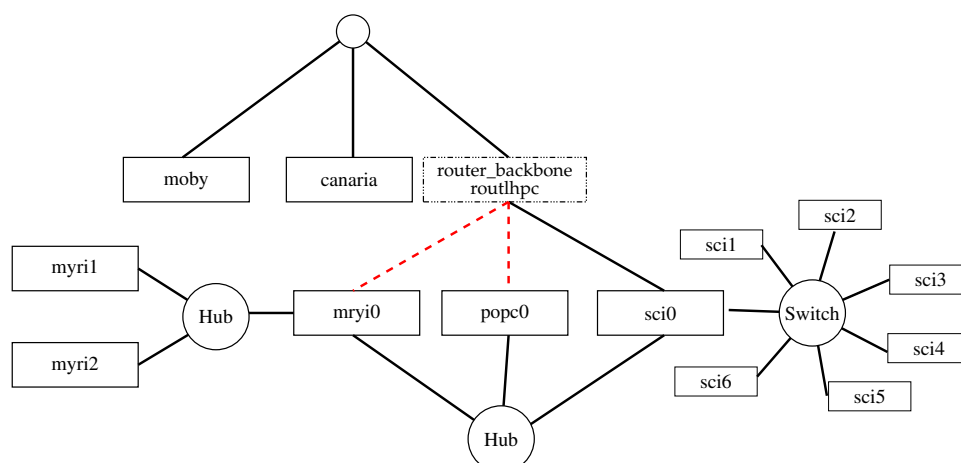 moby
canaria
router_backbone
routlhpc
sci2
sci1
myri1
sci3
Hub
mryi0
popc0
sci0
Switch
sci4
myri2
sci6
sci5
Hub